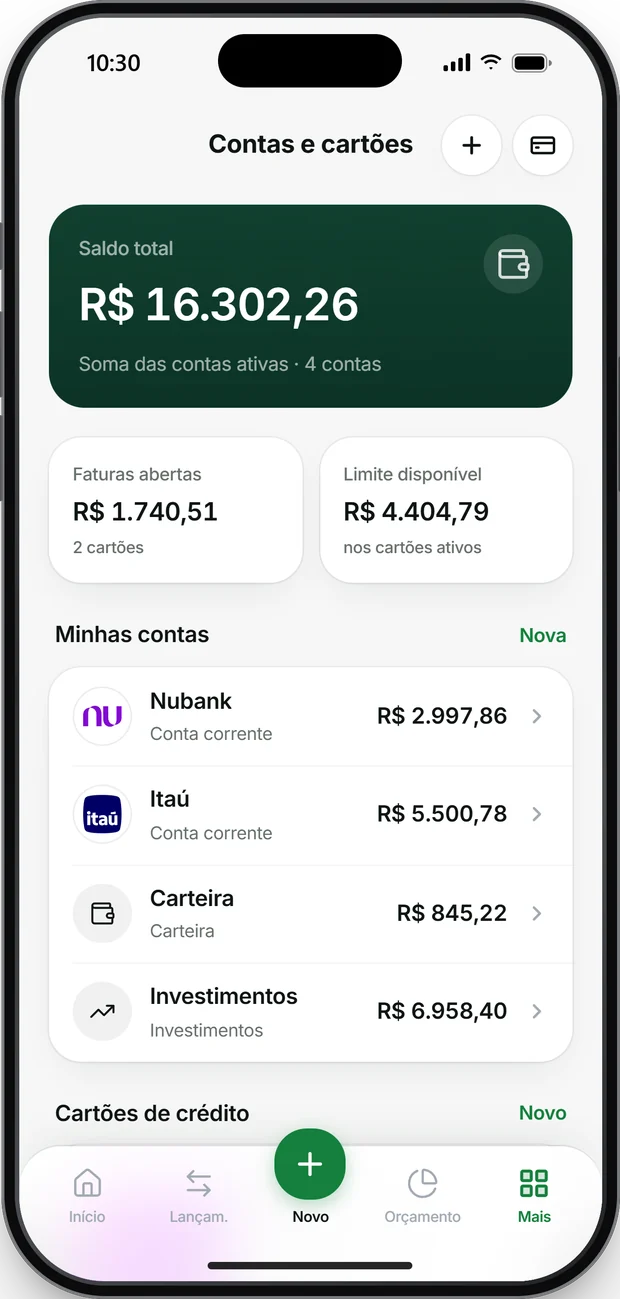 10:30
Contas e cartões
Saldo total
R$ 16.302,26
Soma das contas ativas · 4 contas
Faturas abertas
R$ 1.740,51
2 cartões
Limite disponível
R$ 4.404,79
nos cartões ativos
Minhas contas
Nova
nu
Nubank
Conta corrente
R$ 2.997,86
itaú
Itaú
Conta corrente
R$ 5.500,78
Carteira
Carteira
R$ 845,22
Investimentos
Investimentos
R$ 6.958,40
Cartões de crédito
Novo
Início
Lançam.
Novo
Orçamento
Mais